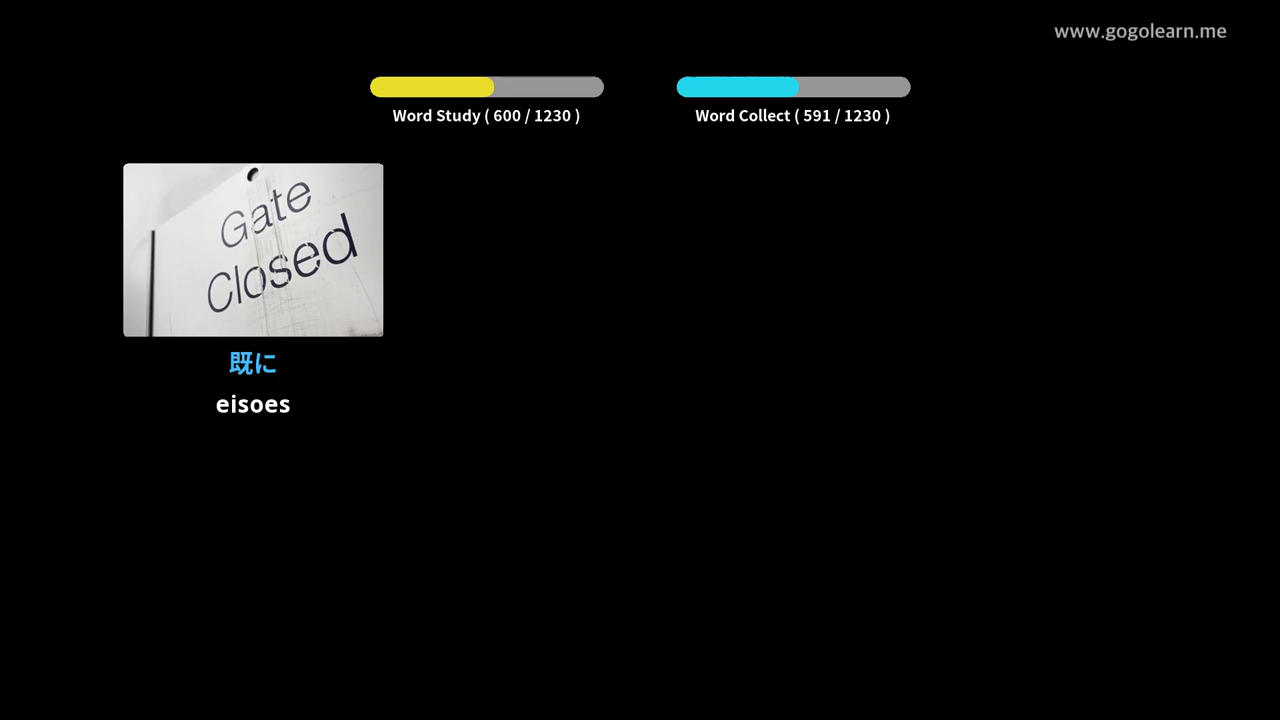 www.gogolearn.me
Word Study ( 600 / 1230 )
Word Collect ( 591 / 1230 )
Gate
Closed
既に
eisoes